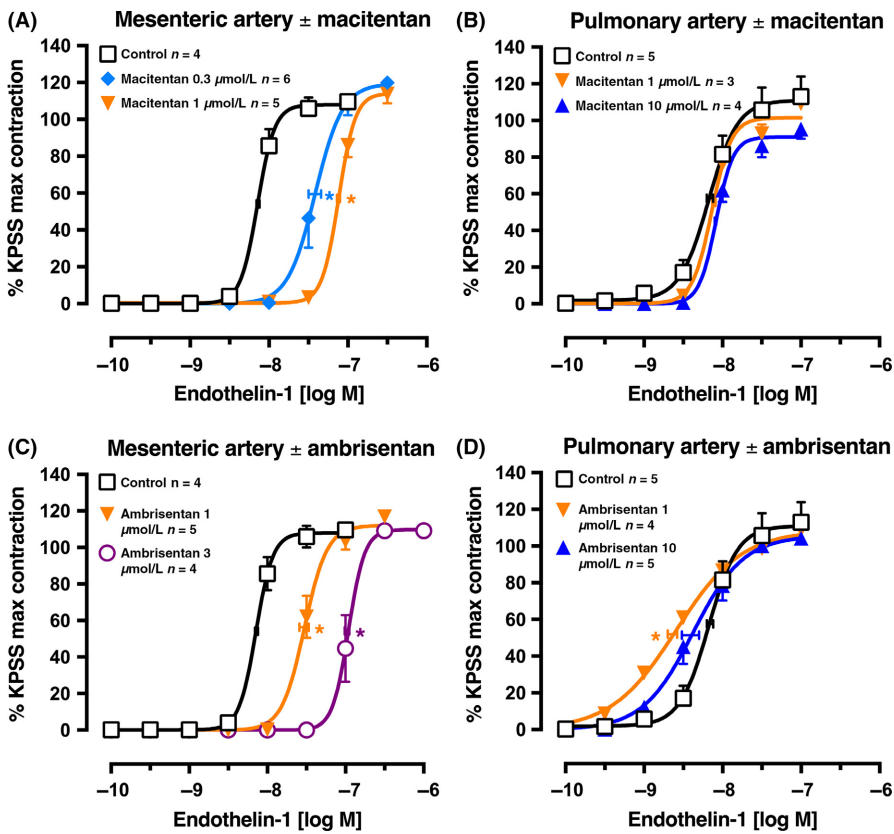 (A) Mesenteric artery ± macitentan
140
120
100
80
60
40
20
0
% KPSS max contraction
Control n = 4
Macitentan 0.3 µmol/L n = 6
Macitentan 1 µmol/L n = 5
*
*
–10 –9 –8 –7 –6
Endothelin-1 [log M]
(B) Pulmonary artery ± macitentan
140
120
100
80
60
40
20
0
% KPSS max contraction
Control n = 5
Macitentan 1 µmol/L n = 3
Macitentan 10 µmol/L n = 4
–10 –9 –8 –7 –6
Endothelin-1 [log M]
(C) Mesenteric artery ± ambrisentan
140
120
100
80
60
40
20
0
% KPSS max contraction
Control n = 4
Ambrisentan 1
µmol/L n = 5
Ambrisentan 3
µmol/L n = 4
*
*
–10 –9 –8 –7 –6
Endothelin-1 [log M]
(D) Pulmonary artery ± ambrisentan
140
120
100
80
60
40
20
0
% KPSS max contraction
Control n = 5
Ambrisentan 1
µmol/L n = 4
Ambrisentan 10
µmol/L n = 5
*
–10 –9 –8 –7 –6
Endothelin-1 [log M]